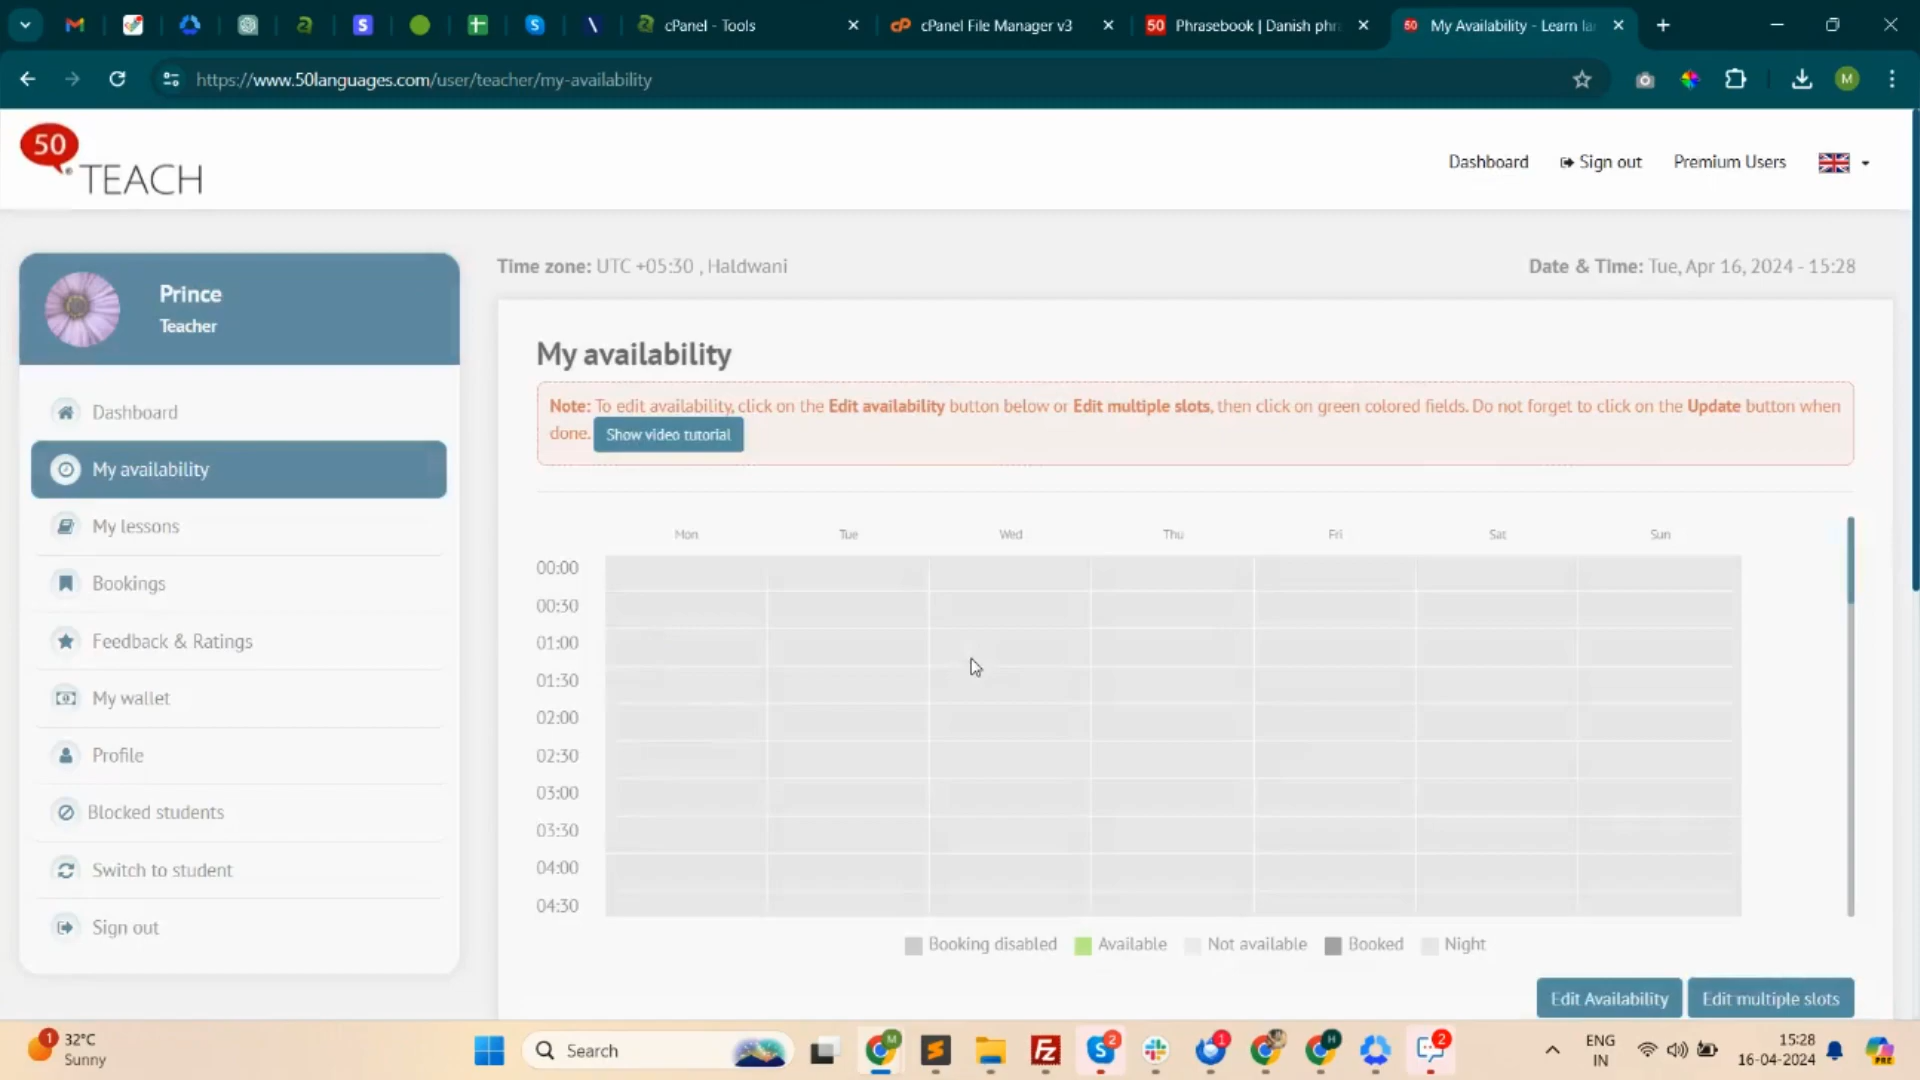 cPanel - Tools
cPanel File Manager v3
50 Phrasebook | Danish phr
50 My Availability - Learn la
https://www.50languages.com/user/teacher/my-availability
M
50
TEACH
Dashboard
Sign out
Premium Users
Prince
Teacher
Dashboard
My availability
My lessons
Bookings
Feedback & Ratings
My wallet
Profile
Blocked students
Switch to student
Sign out
Time zone: UTC +05:30 , Haldwani
Date & Time: Tue, Apr 16, 2024 - 15:28
My availability
Note: To edit availability, click on the Edit availability button below or Edit multiple slots, then click on green colored fields. Do not forget to click on the Update button when
done. Show video tutorial
Mon Tue Wed Thu Fri Sat Sun
00:00
00:30
01:00
01:30
02:00
02:30
03:00
03:30
04:00
04:30
Booking disabled Available Not available Booked Night
Edit Availability Edit multiple slots
1
32°C
Sunny
Search
M
S 2
1
H
2
ENG
IN
15:28
16-04-2024
PRE